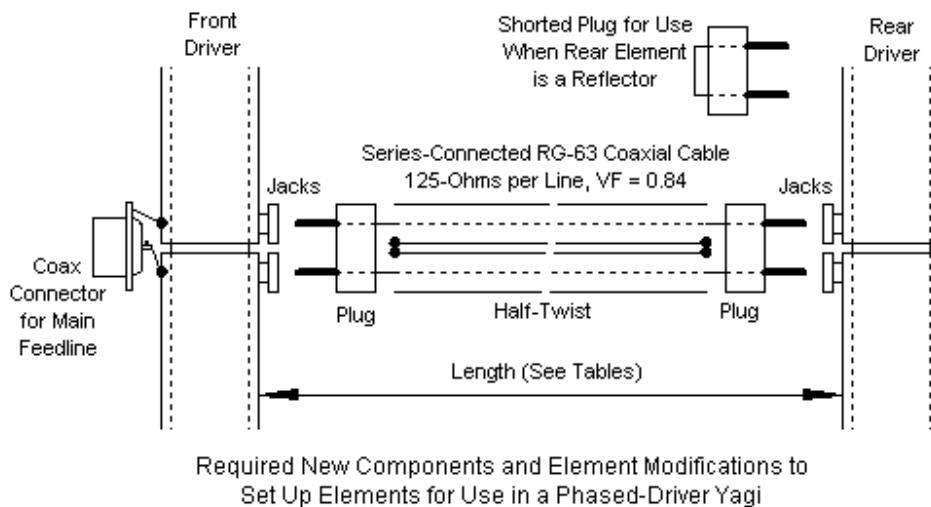 Front
Driver
Shorted Plug for Use
When Rear Element
is a Reflector
Rear
Driver
Series-Connected RG-63 Coaxial Cable
125-Ohms per Line, VF = 0.84
Jacks
Jacks
Coax
Connector
for Main
Feedline
Plug
Half-Twist
Plug
Length (See Tables)
Required New Components and Element Modifications to
Set Up Elements for Use in a Phased-Driver Yagi